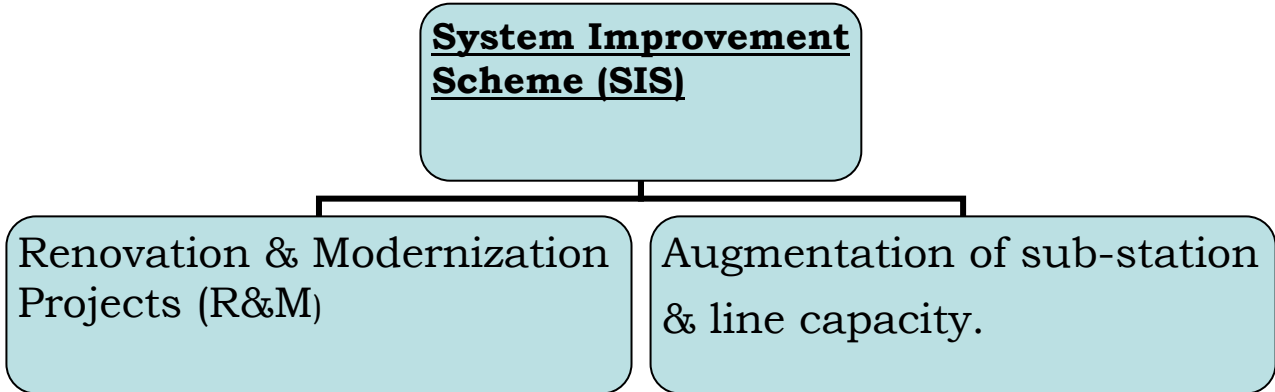 System Improvement
Scheme (SIS)
Renovation & Modernization
Projects (R&M)
Augmentation of sub-station
& line capacity.